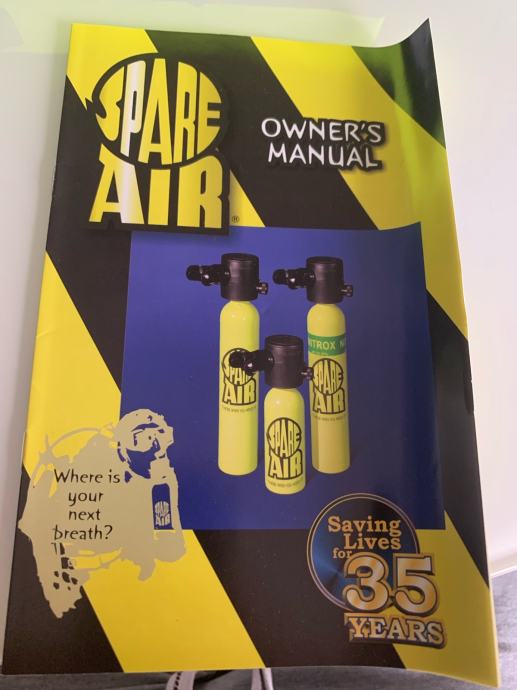 SPARE
AIR®
OWNER'S
MANUAL
NITROX N
SPARE
AIR
SPARE
AIR
SPARE
AIR
Where is
your
next
breath?
SPARE
AIR
Saving
Lives
for 35
YEARS